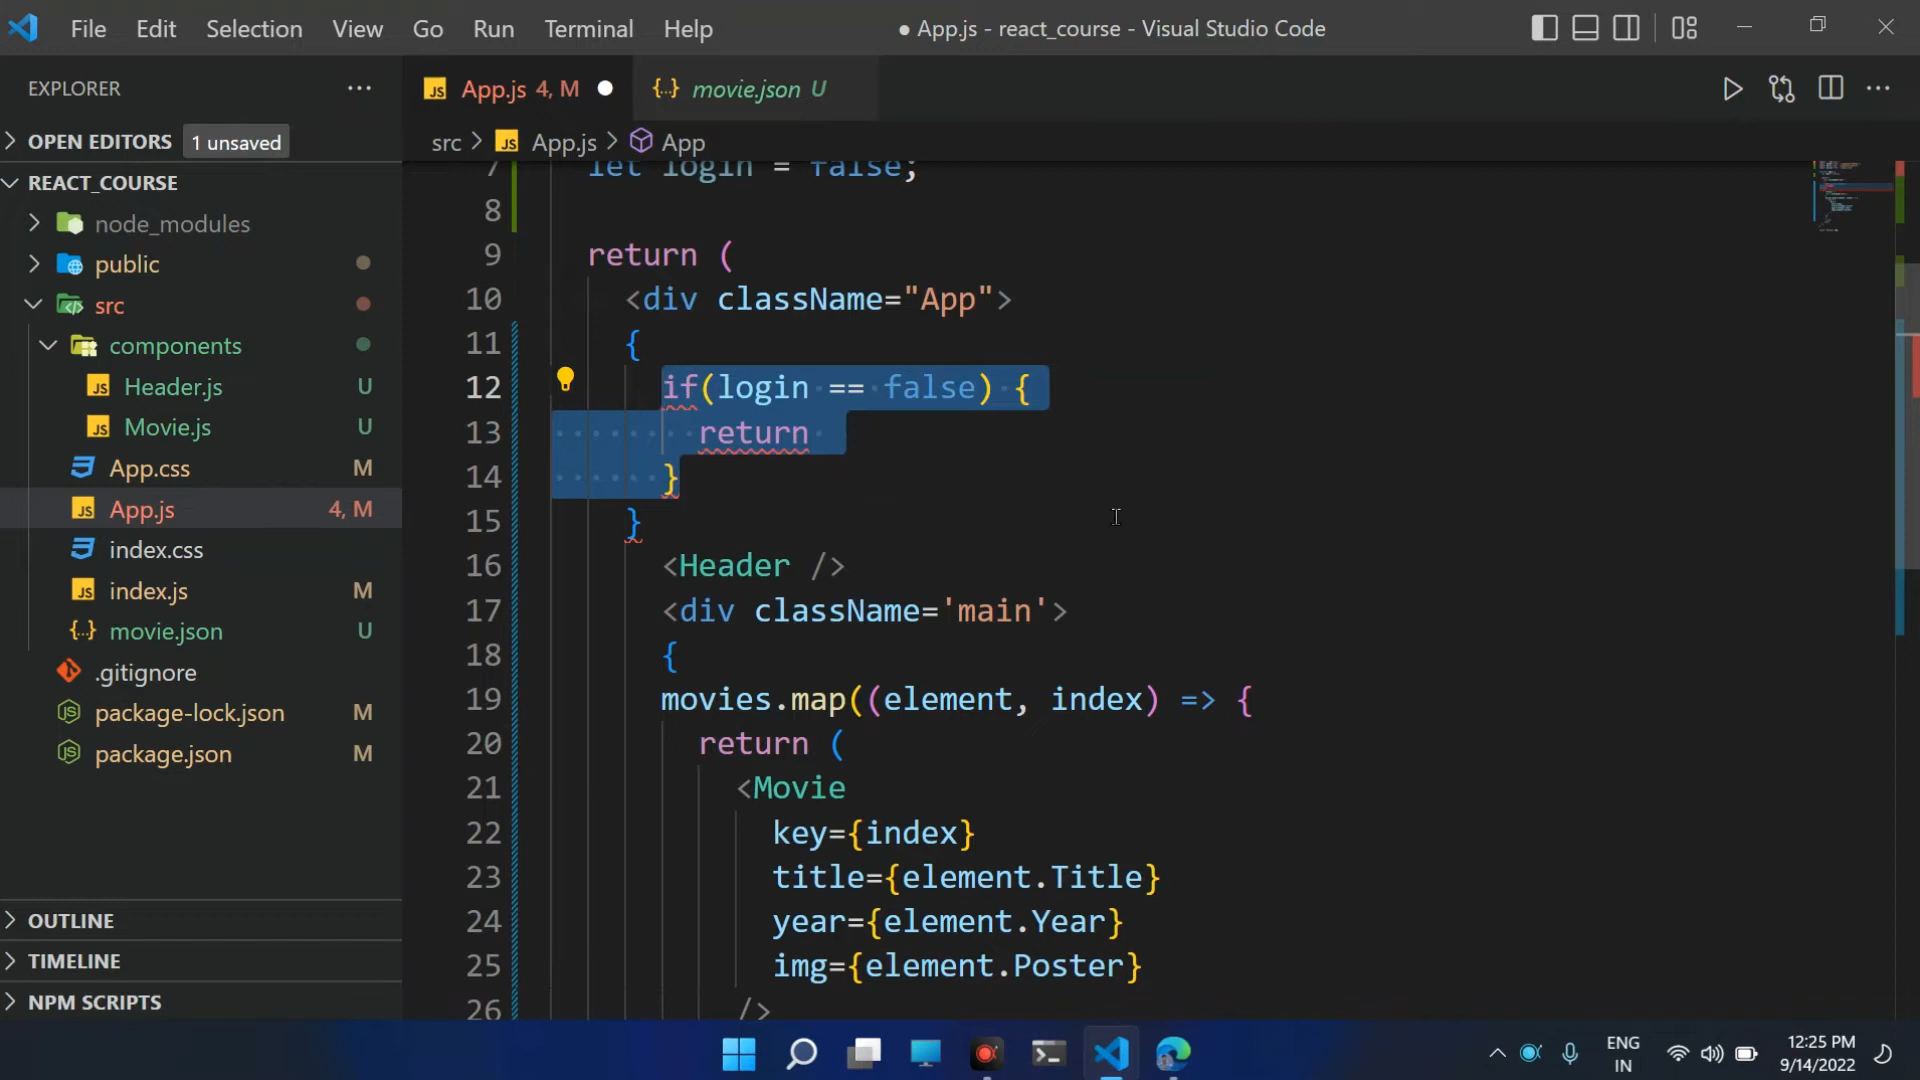 File Edit Selection View Go Run Terminal Help
● App.js - react_course - Visual Studio Code
EXPLORER
OPEN EDITORS 1 unsaved
REACT_COURSE
node_modules
public
src
components
Header.js U
Movie.js U
App.css M
App.js 4, M
index.css
index.js M
movie.json U
.gitignore
package-lock.json M
package.json M
OUTLINE
TIMELINE
NPM SCRIPTS
App.js 4, M
movie.json U
src > App.js > App
7 let login = false;
8
9 return (
10 <div className="App">
11 {
12 if(login == false) {
13 return
14 }
15 }
16 <Header />
17 <div className='main'>
18 {
19 movies.map((element, index) => {
20 return (
21 <Movie
22 key={index}
23 title={element.Title}
24 year={element.Year}
25 img={element.Poster}
26 />
ENG
IN
12:25 PM
9/14/2022